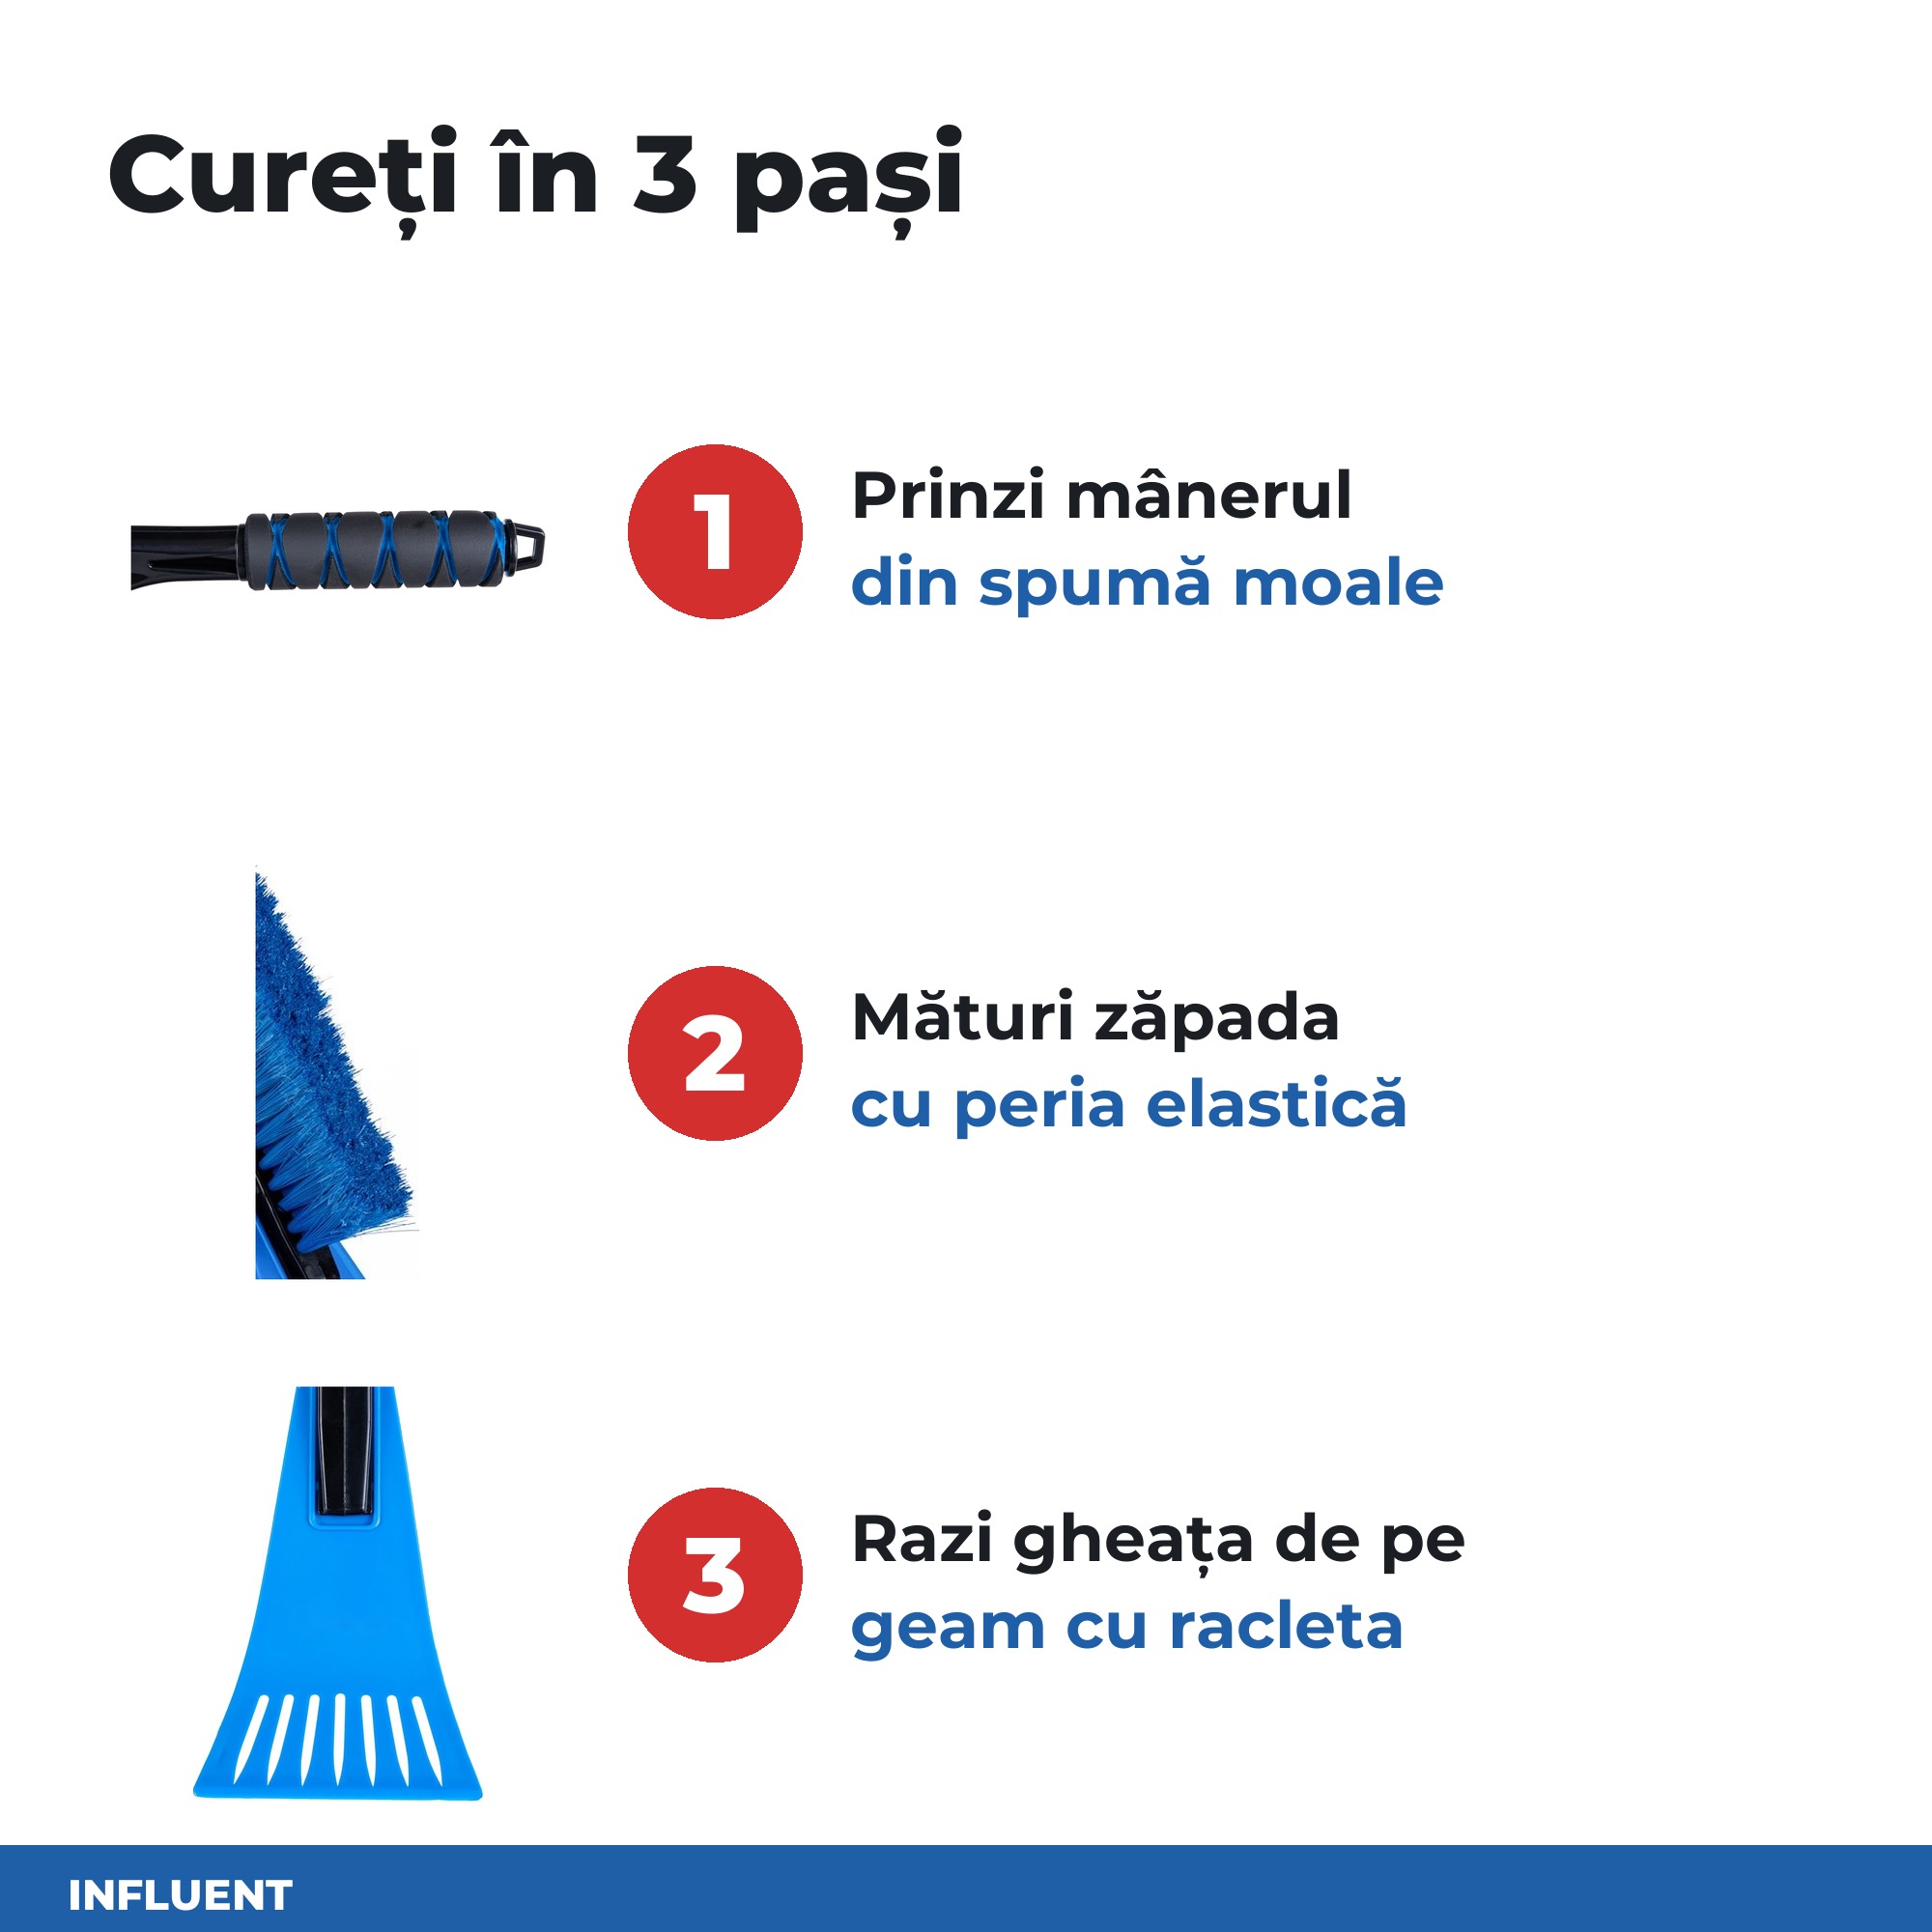 Cureți în 3 pași
1
Prinzi mânerul
din spumă moale
2
Mături zăpada
cu peria elastică
3
Razi gheața de pe
geam cu racleta
INFLUENT